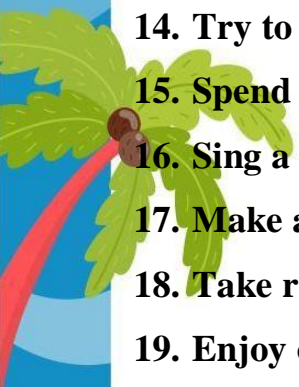 14. Try to
15. Spend
16. Sing a
17. Make a
18. Take r
19. Enjoy